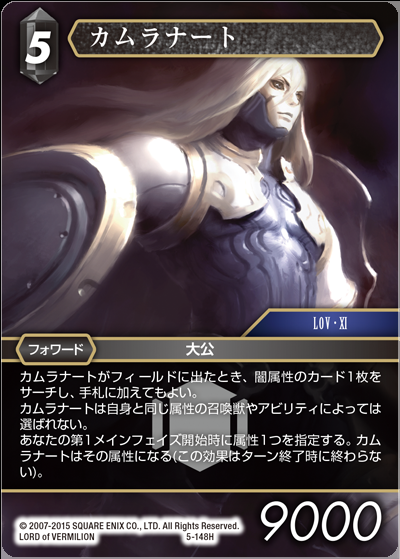 5
カムラナート
LOV・XI
フォワード
大公
カムラナートがフィールドに出たとき、闇属性のカード1枚を
サーチし、手札に加えてもよい。
カムラナートは自身と同じ属性の召喚獣やアビリティによっては
選ばれない。
あなたの第1メインフェイズ開始時に属性1つを指定する。カム
ラナートはその属性になる(この効果はターン終了時に終わらな
い)。
© 2007-2015 SQUARE ENIX CO., LTD. All Rights Reserved.
LORD of VERMILION
5-148H
9000